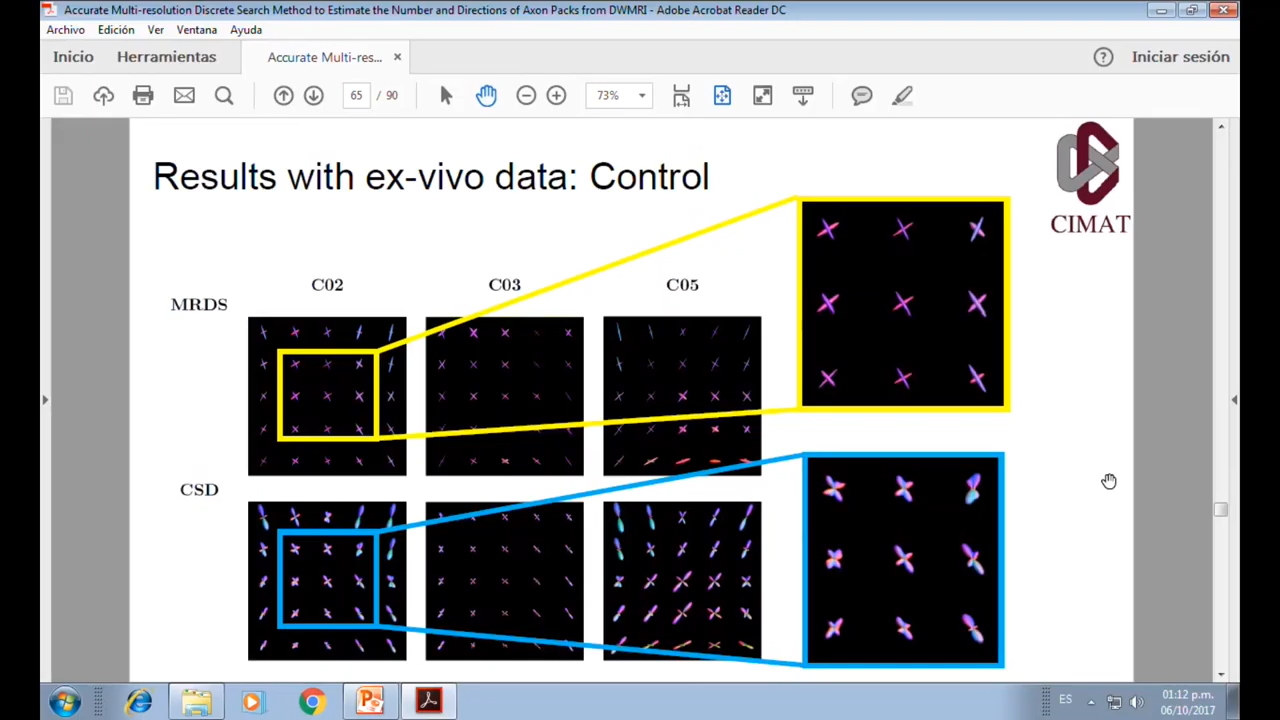 Accurate Multi-resolution Discrete Search Method to Estimate the Number and Directions of Axon Packs from DWMRI - Adobe Acrobat Reader DC
Archivo Edición Ver Ventana Ayuda
Inicio Herramientas Accurate Multi-res... × Iniciar sesión
65 / 90 73%
Results with ex-vivo data: Control
CIMAT
C02 C03 C05
MRDS
CSD
ES 01:12 p.m.
06/10/2017